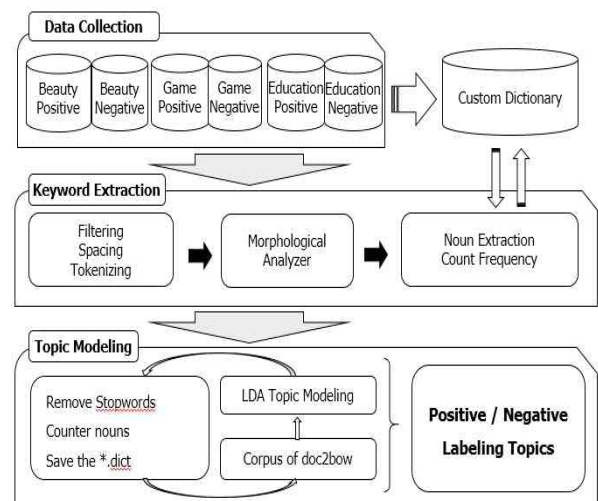 Data Collection
Beauty
Positive
Beauty
Negative
Game
Positive
Game
Negative
Education
Positive
Education
Negative
Custom Dictionary
Keyword Extraction
Filtering
Spacing
Tokenizing
Morphological
Analyzer
Noun Extraction
Count Frequency
Topic Modeling
Remove Stopwords
Counter nouns
Save the *.dict
LDA Topic Modeling
Corpus of doc2bow
Positive / Negative
Labeling Topics